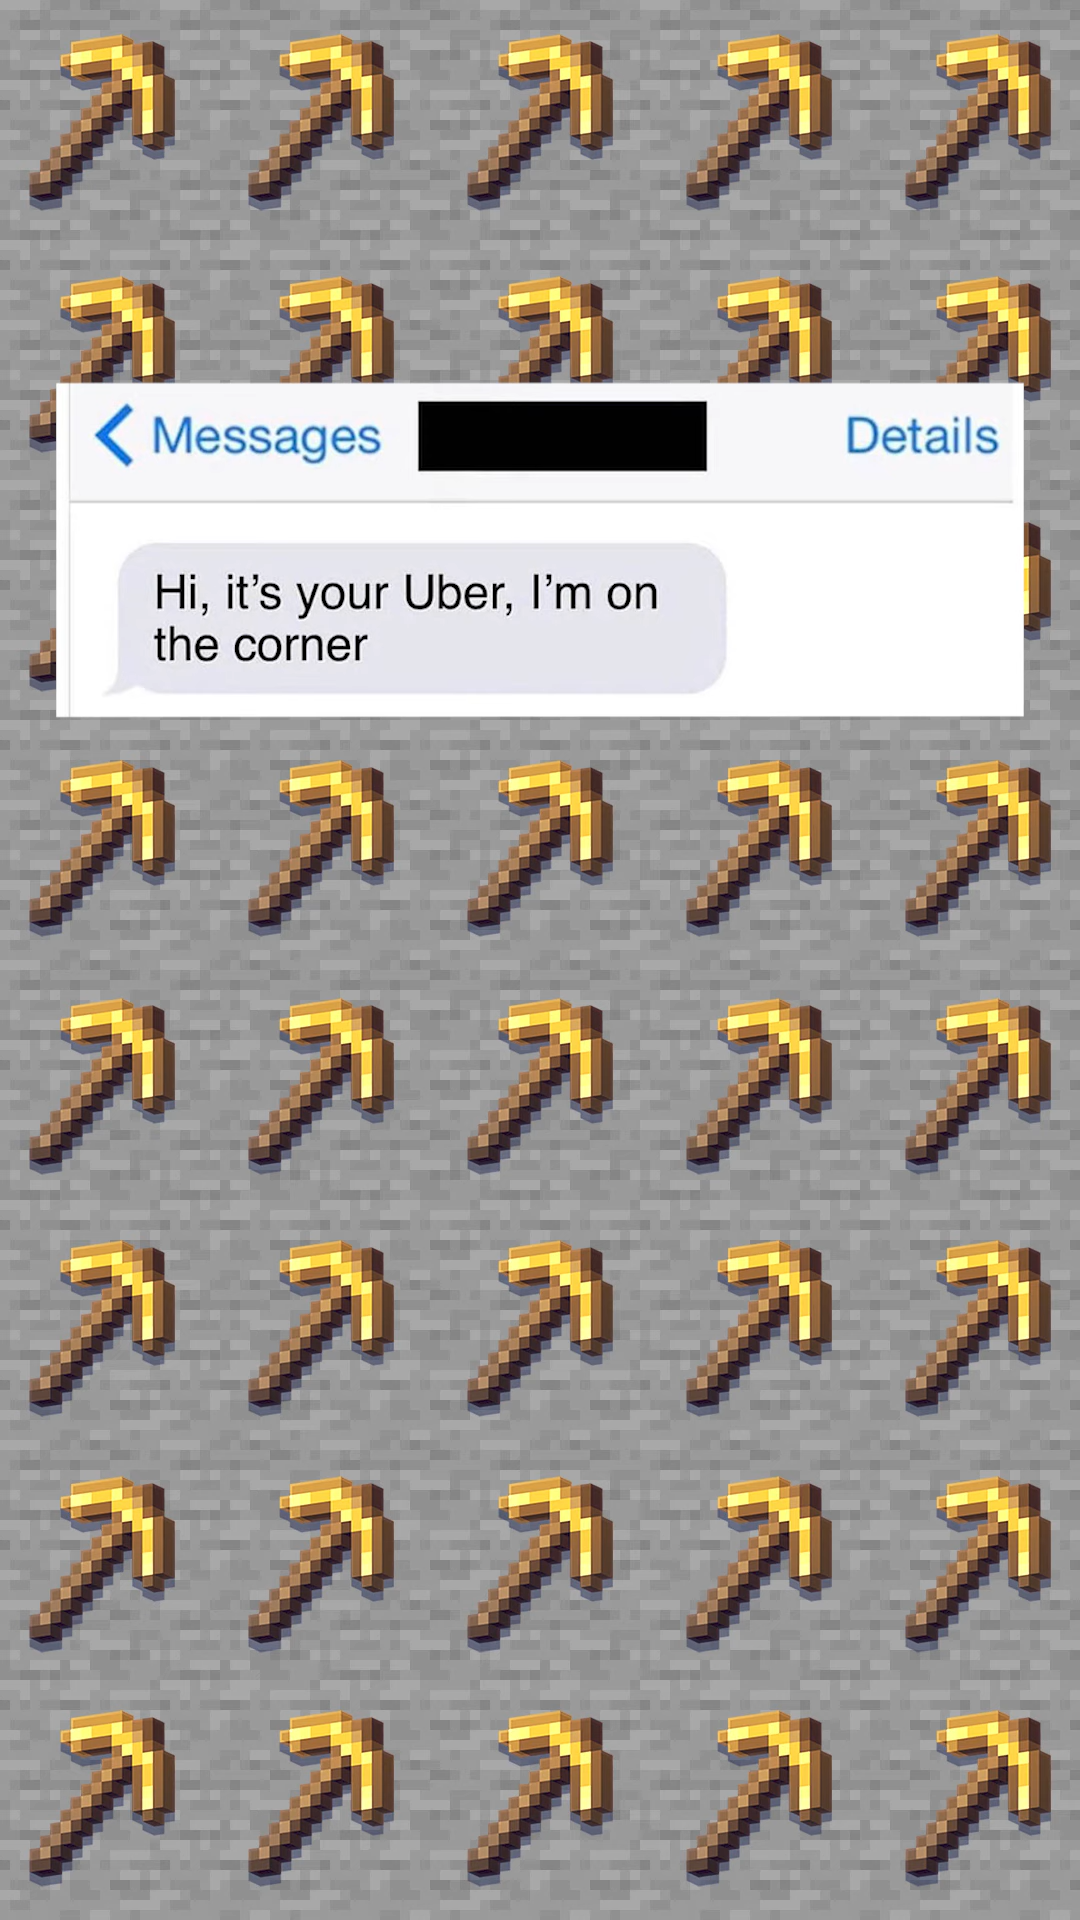 Messages
Details
Hi, it’s your Uber, I’m on
the corner